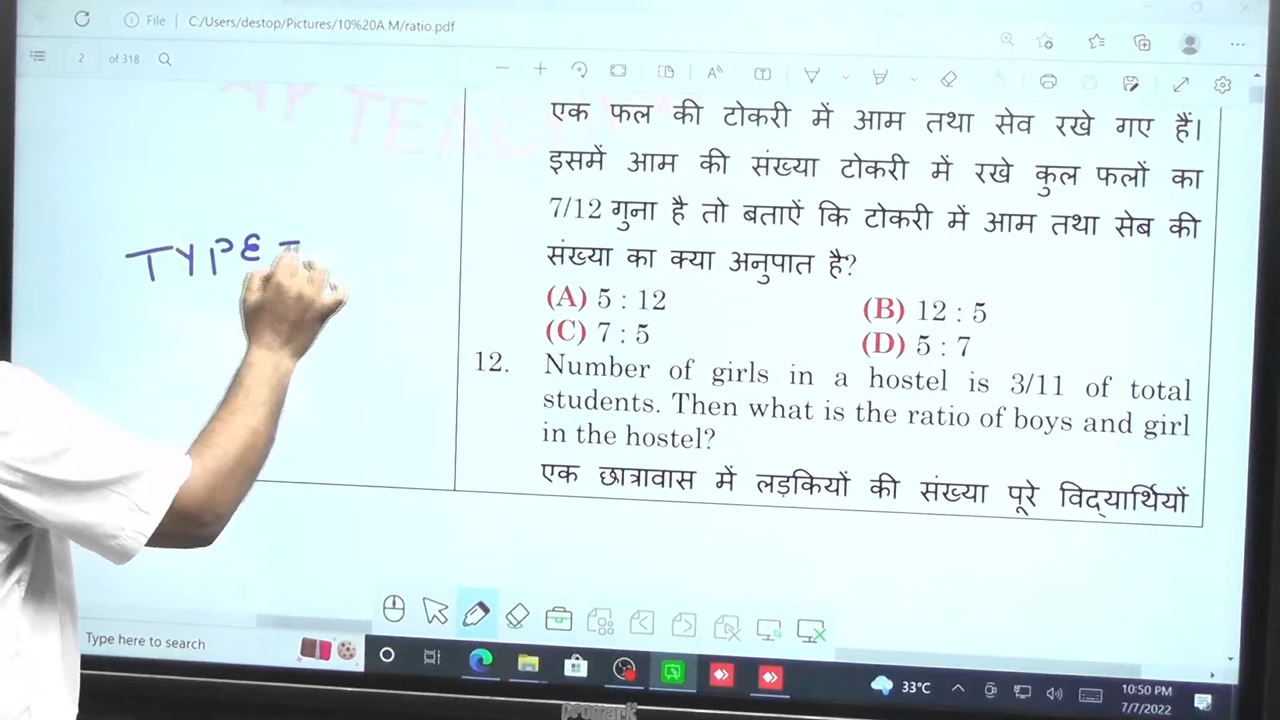 File | C:/Users/destop/Pictures/10%20A.M/ratio.pdf
2 of 318
एक फल की टोकरी में आम तथा सेव रखे गए हैं।
इसमें आम की संख्या टोकरी में रखे कुल फलों का
7/12 गुना है तो बताऐं कि टोकरी में आम तथा सेब की
संख्या का क्या अनुपात है?
(A) 5 : 12 (B) 12 : 5
(C) 7 : 5 (D) 5 : 7
12. Number of girls in a hostel is 3/11 of total
students. Then what is the ratio of boys and girl
in the hostel?
एक छात्रावास में लड़कियों की संख्या पूरे विद्यार्थियों
TYPE
Type here to search
33°C
10:50 PM
7/7/2022
promark